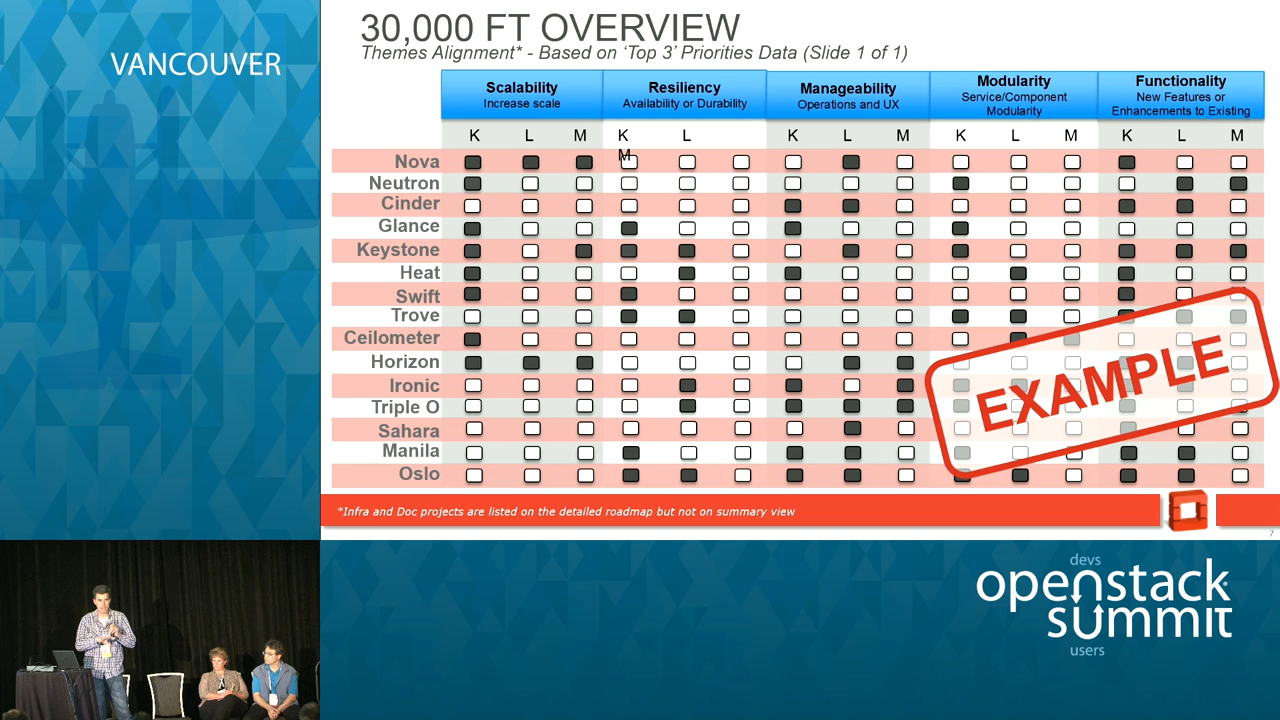 VANCOUVER
30,000 FT OVERVIEW
Themes Alignment* - Based on ‘Top 3’ Priorities Data (Slide 1 of 1)
Scalability
Increase scale
Resiliency
Availability or Durability
Manageability
Operations and UX
Modularity
Service/Component
Modularity
Functionality
New Features or
Enhancements to Existing
K L M K L K L M K L M K L M
M
Nova
Neutron
Cinder
Glance
Keystone
Heat
Swift
Trove
Ceilometer
Horizon
Ironic
Triple O
Sahara
Manila
Oslo
EXAMPLE
*Infra and Doc projects are listed on the detailed roadmap but not on summary view
7
devs
openstack
summit
users